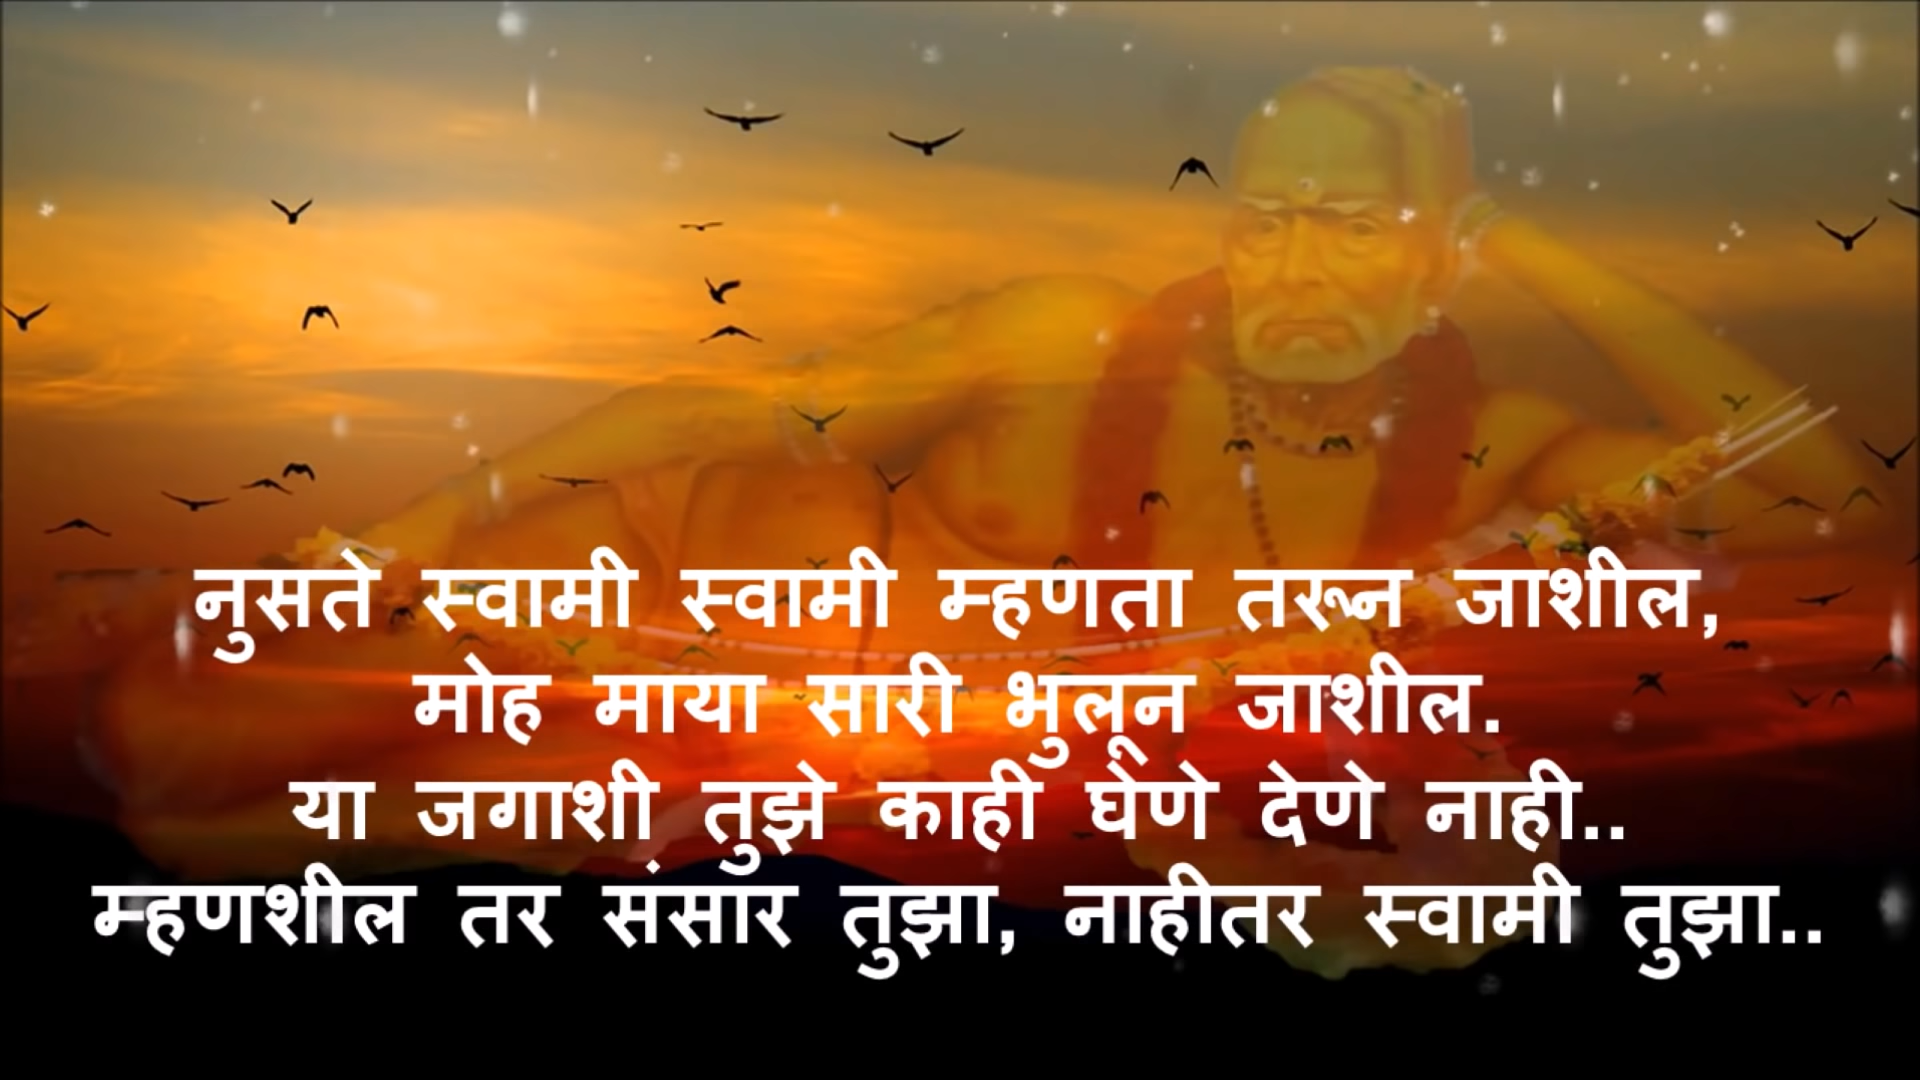 नुसते स्वामी स्वामी म्हणता तरून जाशील,
मोह माया सारी भुलून जाशील.
या जगाशी तुझे काही घेणे देणे नाही..
म्हणशील तर संसार तुझा, नाहीतर स्वामी तुझा..